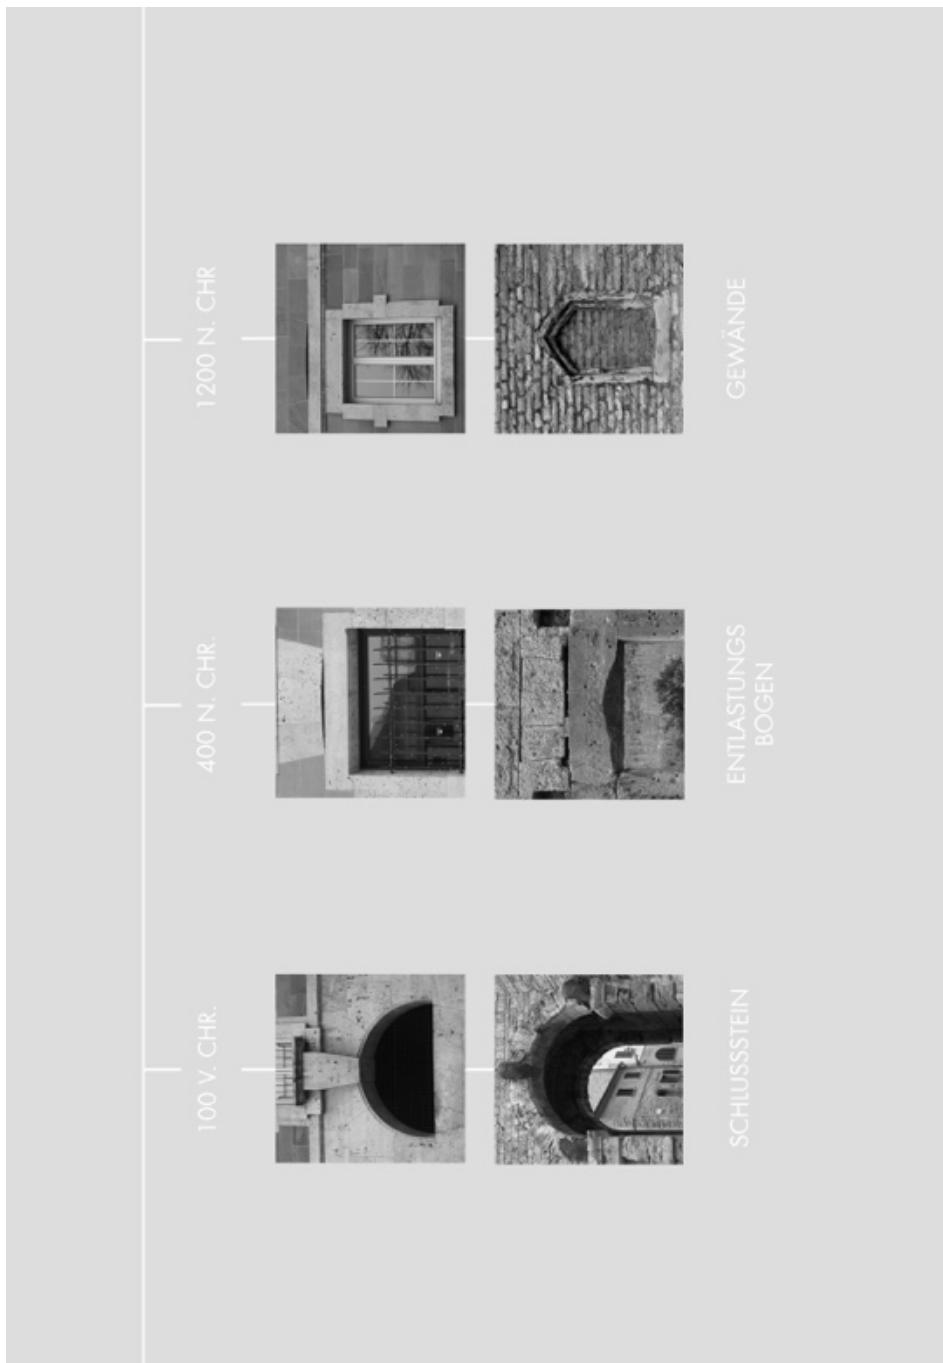 100 V. CHR.
SCHLUSSSTEIN
400 N. CHR.
ENTLASTUNGS
BOGEN
1200 N. CHR
GEWÄNDE